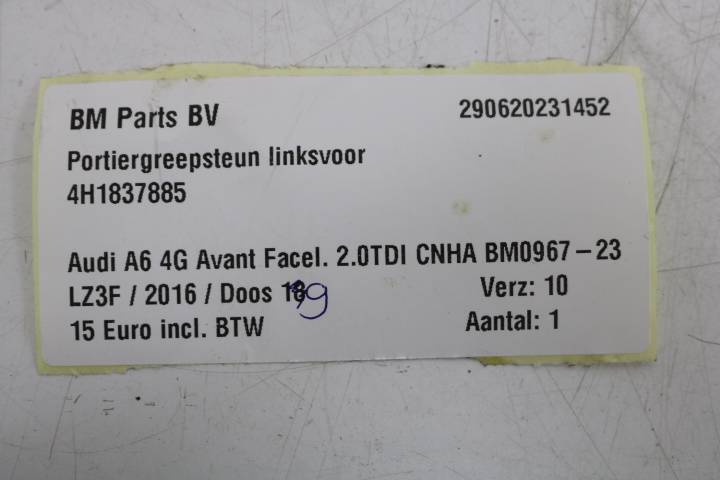 BM Parts BV 290620231452
Portiergreepsteun linksvoor
4H1837885
Audi A6 4G Avant Facel. 2.0TDI CNHA BM0967-23
LZ3F / 2016 / Doos 19 Verz: 10
15 Euro incl. BTW Aantal: 1